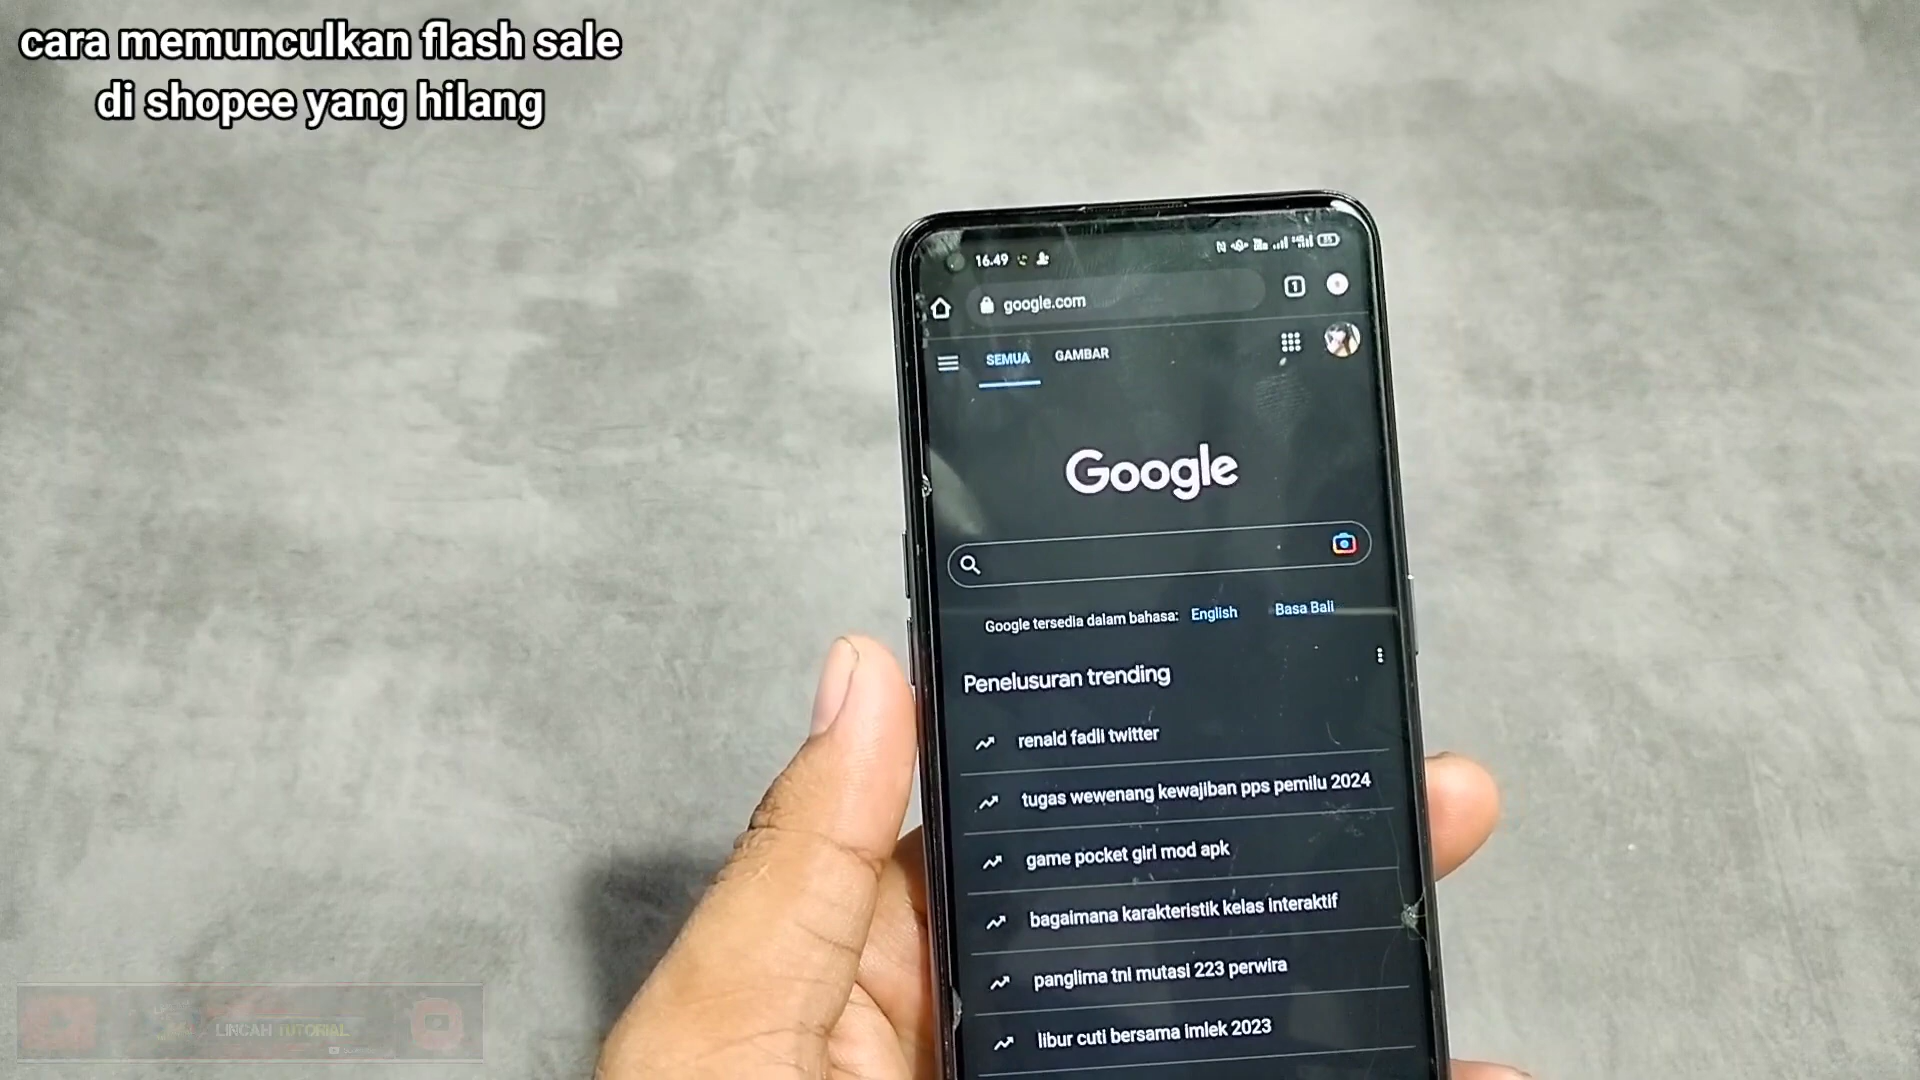 cara memunculkan flash sale
di shopee yang hilang
16.49
google.com
1
SEMUA GAMBAR
Google
Google tersedia dalam bahasa: English Basa Bali
Penelusuran trending
renald fadli twitter
tugas wewenang kewajiban pps pemilu 2024
game pocket girl mod apk
bagaimana karakteristik kelas interaktif
panglima tni mutasi 223 perwira
libur cuti bersama imlek 2023
LINCAH TUTORIAL